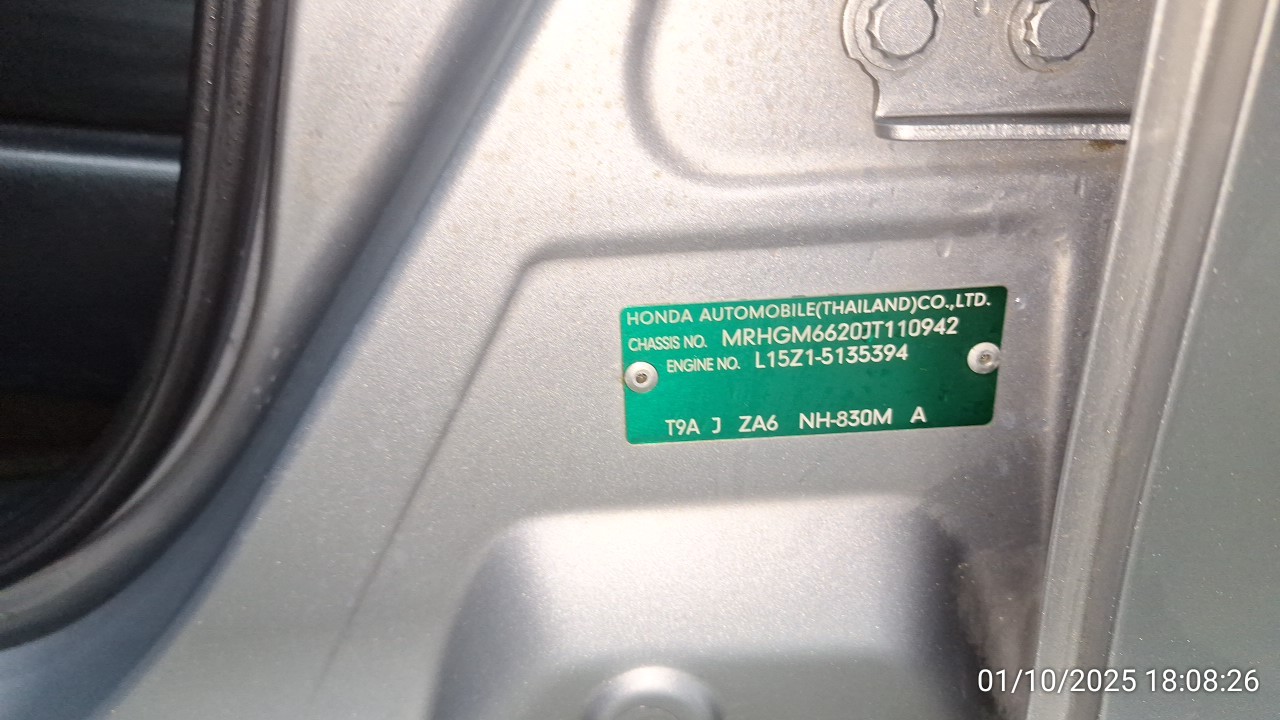 HONDA AUTOMOBILE(THAILAND)CO.,LTD.
CHASSIS NO. MRHGM6620JT110942
ENGINE NO. L15Z1-5135394
T9A J ZA6 NH-830M A
01/10/2025 18:08:26